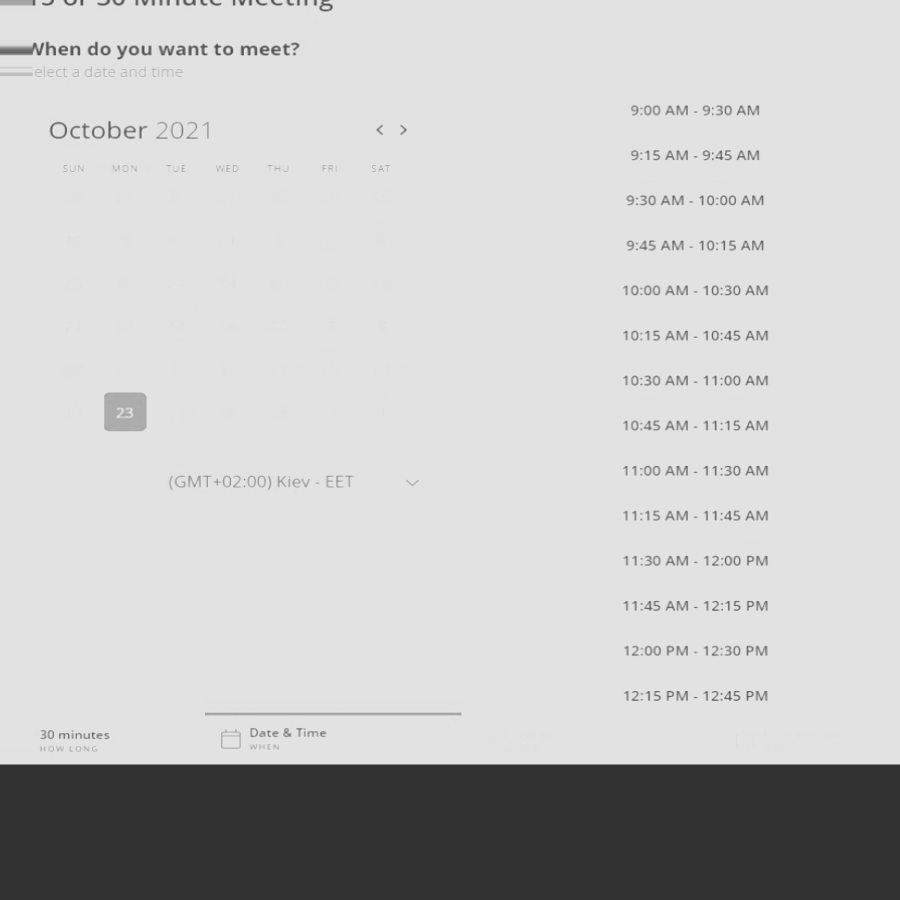 15 or 30 Minute Meeting
When do you want to meet?
elect a date and time
October 2021
< >
SUN MON TUE WED THU FRI SAT
23
(GMT+02:00) Kiev - EET
9:00 AM - 9:30 AM
9:15 AM - 9:45 AM
9:30 AM - 10:00 AM
9:45 AM - 10:15 AM
10:00 AM - 10:30 AM
10:15 AM - 10:45 AM
10:30 AM - 11:00 AM
10:45 AM - 11:15 AM
11:00 AM - 11:30 AM
11:15 AM - 11:45 AM
11:30 AM - 12:00 PM
11:45 AM - 12:15 PM
12:00 PM - 12:30 PM
12:15 PM - 12:45 PM
30 minutes
HOW LONG
Date & Time
WHEN